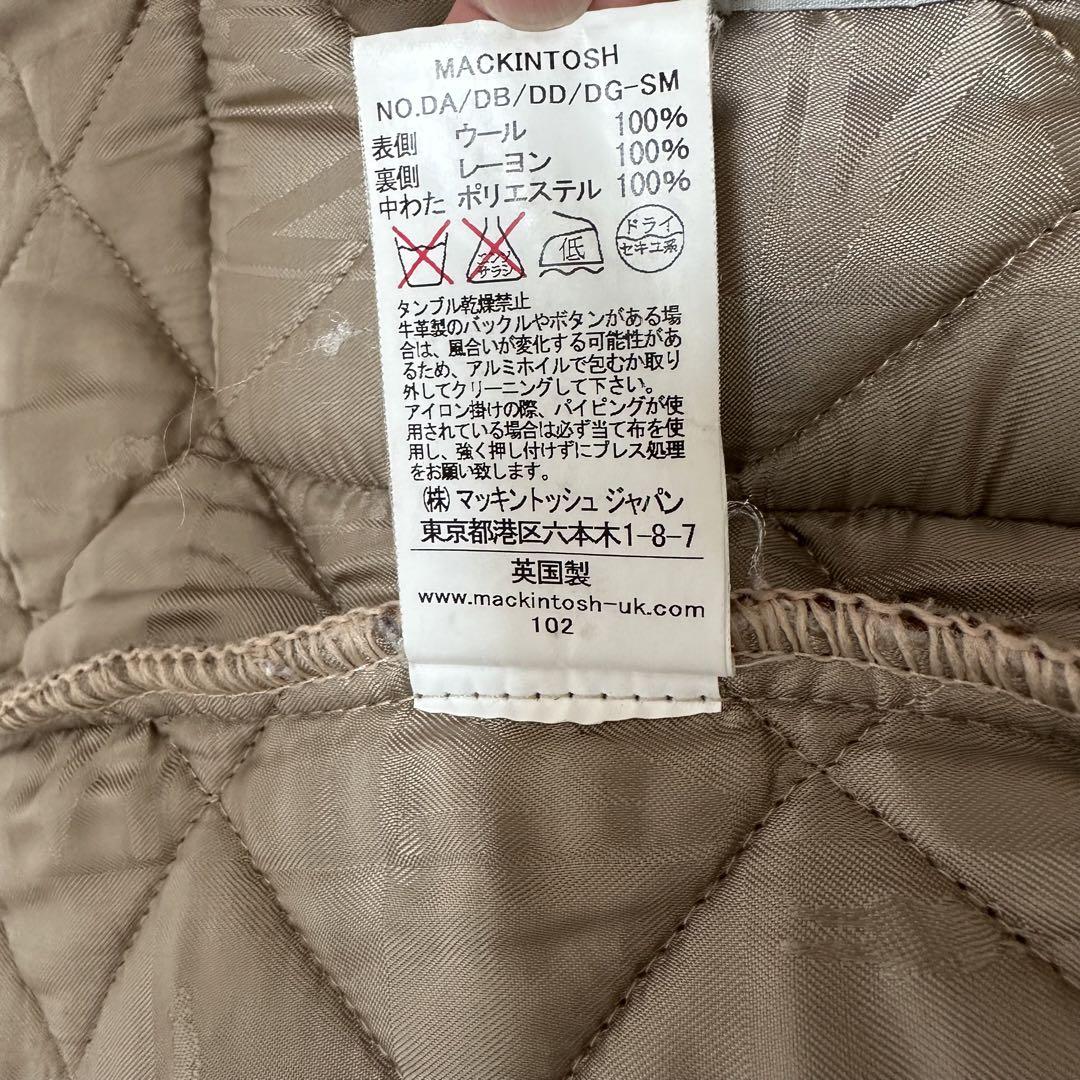 MACKINTOSH
NO.DA/DB/DD/DG-SM
表側 ウール 100%
裏側 レーヨン 100%
中わた ポリエステル 100%
エンソ サラシ
低
ドライ
セキユ系
タンブル乾燥禁止
牛革製のバックルやボタンがある場
合は、風合いが変化する可能性があ
るため、アルミホイルで包むか取り
外してクリーニングして下さい。
アイロン掛けの際、パイピングが使
用されている場合は必ず当て布を使
用し、強く押し付けずにプレス処理
をお願い致します。
(株) マッキントッシュ ジャパン
東京都港区六本木1-8-7
英国製
www.mackintosh-uk.com
102